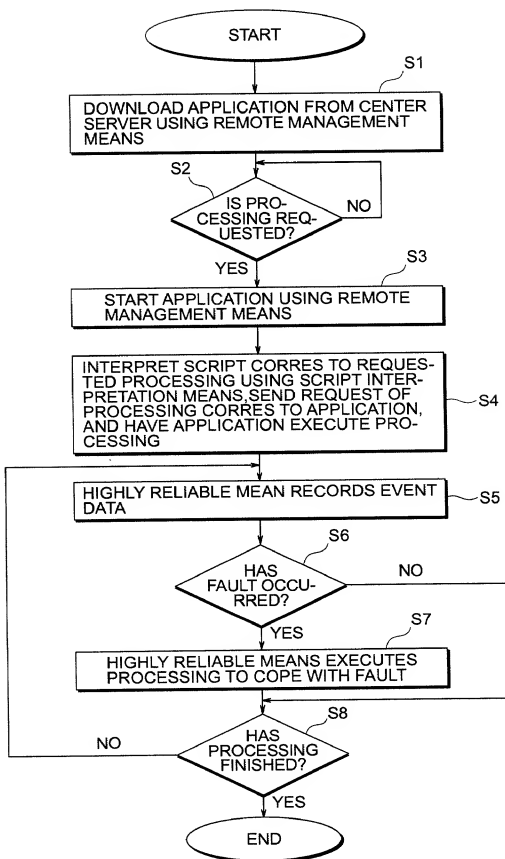 START
S1
DOWNLOAD APPLICATION FROM CENTER
SERVER USING REMOTE MANAGEMENT
MEANS
S2
IS PRO-
CESSING REQ-
UESTED?
NO
YES
S3
START APPLICATION USING REMOTE
MANAGEMENT MEANS
INTERPRET SCRIPT CORRES TO REQUES-
TED PROCESSING USING SCRIPT INTER-
PRETATION MEANS,SEND REQUEST OF
PROCESSING CORRES TO APPLICATION,
AND HAVE APPLICATION EXECUTE PRO-
CESSING
S4
HIGHLY RELIABLE MEAN RECORDS EVENT
DATA
S5
S6
HAS
FAULT OCCU-
RRED?
NO
YES
S7
HIGHLY RELIABLE MEANS EXECUTES
PROCESSING TO COPE WITH FAULT
S8
HAS
PROCESSING
FINISHED?
NO
YES
END